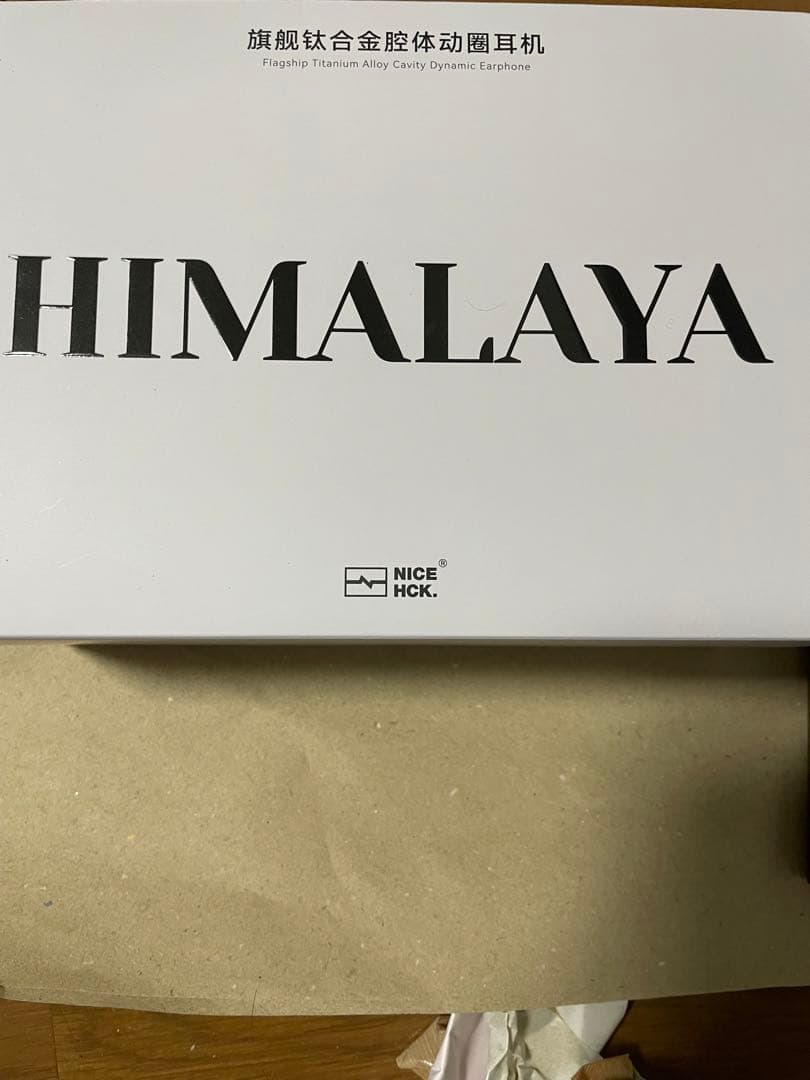 旗舰钛合金腔体动圈耳机
Flagship Titanium Alloy Cavity Dynamic Earphone
HIMALAYA
NICE®
HCK.